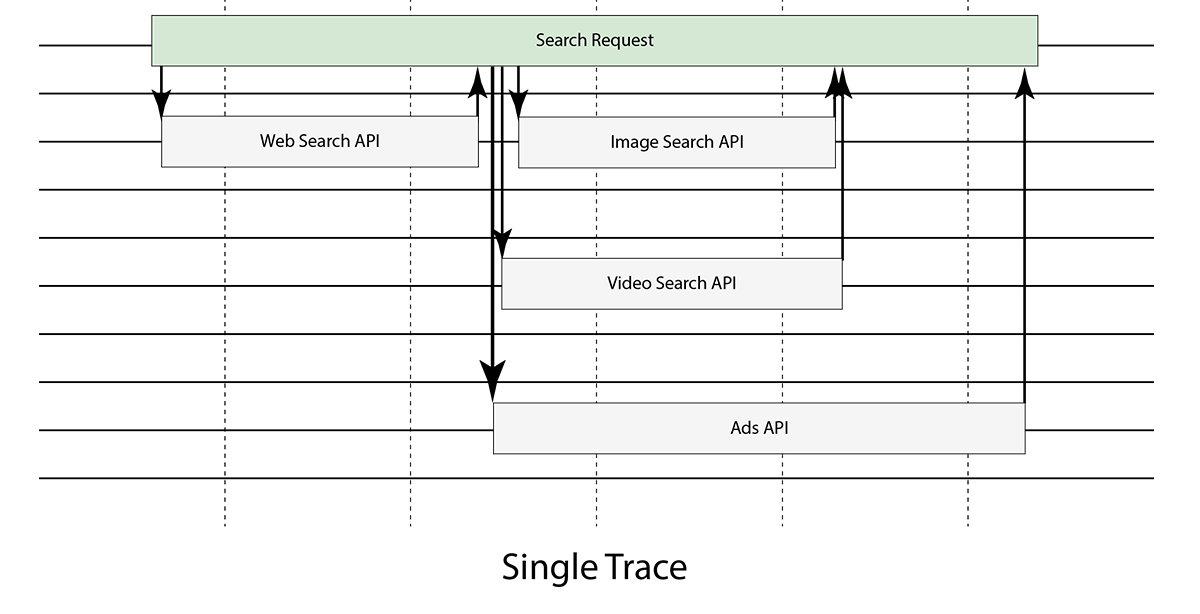 Search Request
Web Search API
Image Search API
Video Search API
Ads API
Single Trace